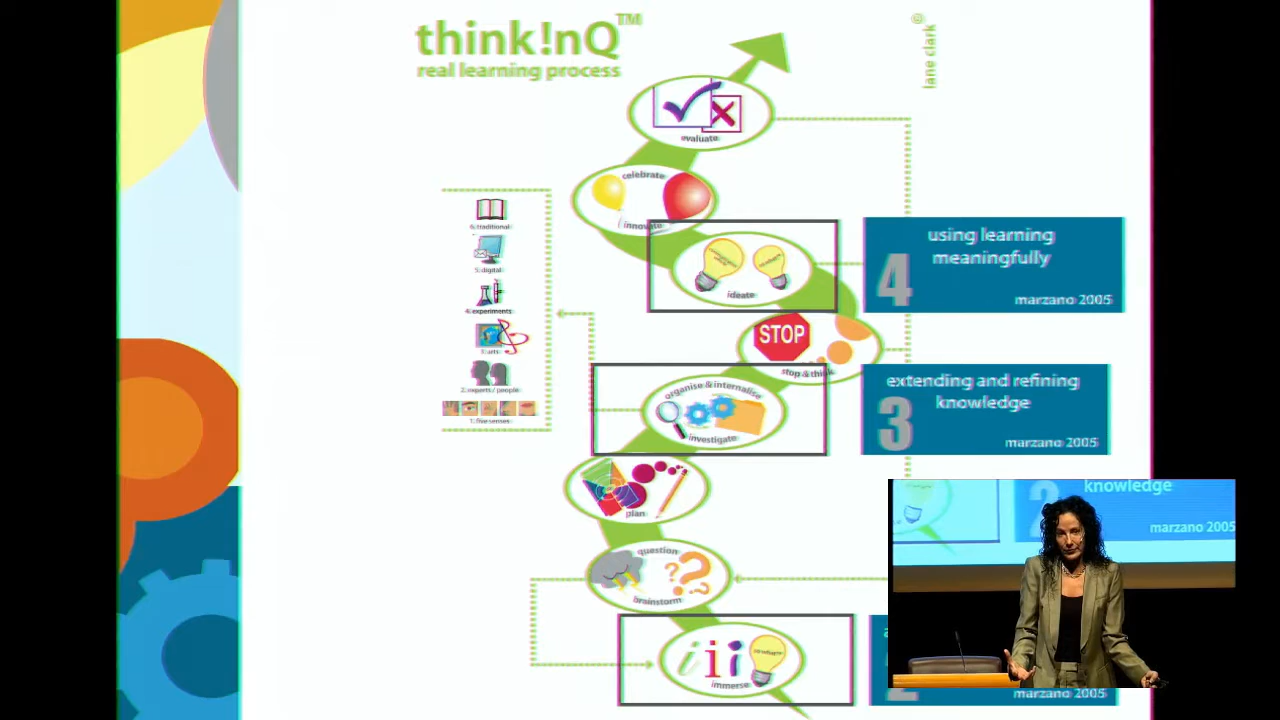 think!nQ™
real learning process
lane clark ©
evaluate
celebrate
innovate
6: traditional
using learning
meaningfully
4
marzano 2005
5: digital
ideate
4: experiments
STOP
stop & think
3: arts
2: experts / people
1: five senses
organise & internalise
investigate
extending and refining
knowledge
3
marzano 2005
plan
question
brainstorm
i i i
immerse
knowledge
2
marzano 2005
2
marzano 2005